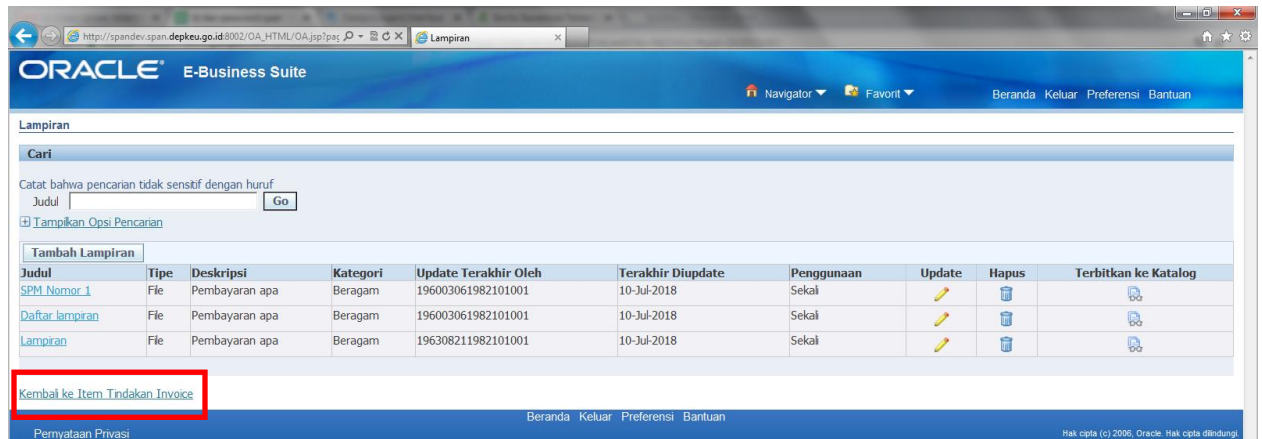 http://spandev.span.depkeu.go.id:8002/OA_HTML/OA.jsp?pag
Lampiran
ORACLE® E-Business Suite
Navigator Favorit Beranda Keluar Preferensi Bantuan
Lampiran
Cari
Catat bahwa pencarian tidak sensitif dengan huruf
Judul Go
Tampilkan Opsi Pencarian
Tambah Lampiran
Judul Tipe Deskripsi Kategori Update Terakhir Oleh Terakhir Diupdate Penggunaan Update Hapus Terbitkan ke Katalog
SPM Nomor 1 File Pembayaran apa Beragam 196003061982101001 10-Jul-2018 Sekali
Daftar lampiran File Pembayaran apa Beragam 196003061982101001 10-Jul-2018 Sekali
Lampiran File Pembayaran apa Beragam 196308211982101001 10-Jul-2018 Sekali
Kembali ke Item Tindakan Invoice
Beranda Keluar Preferensi Bantuan
Pernyataan Privasi Hak cipta (c) 2006, Oracle. Hak cipta dilindungi.